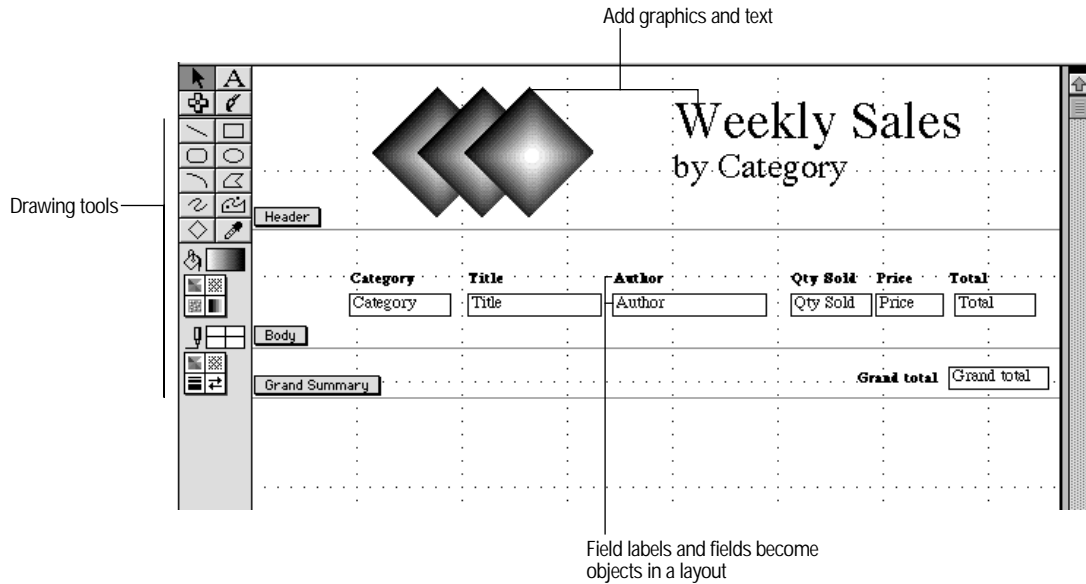 Add graphics and text
A
Weekly Sales
by Category
Drawing tools
Header
Category Title Author Qty Sold Price Total
Category Title Author Qty Sold Price Total
Body
Grand total Grand total
Grand Summary
Field labels and fields become
objects in a layout